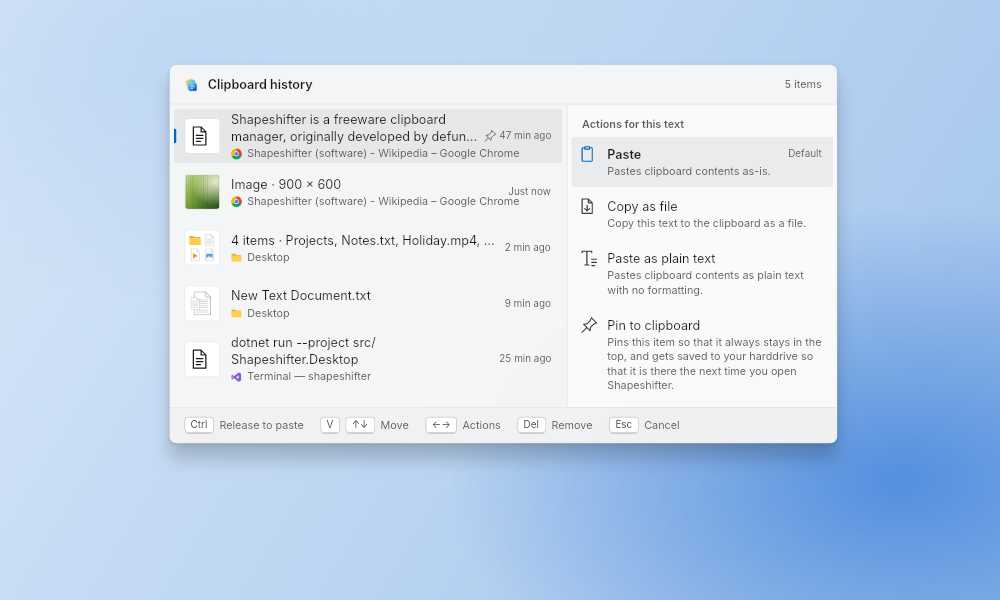 Clipboard history
5 items
Shapeshifter is a freeware clipboard
manager, originally developed by defun...
47 min ago
Shapeshifter (software) - Wikipedia – Google Chrome
Image · 900 × 600
Just now
Shapeshifter (software) - Wikipedia – Google Chrome
4 items · Projects, Notes.txt, Holiday.mp4, ...
2 min ago
Desktop
New Text Document.txt
9 min ago
Desktop
dotnet run --project src/
Shapeshifter.Desktop
25 min ago
Terminal — shapeshifter
Actions for this text
Paste
Default
Pastes clipboard contents as-is.
Copy as file
Copy this text to the clipboard as a file.
Paste as plain text
Pastes clipboard contents as plain text
with no formatting.
Pin to clipboard
Pins this item so that it always stays in the
top, and gets saved to your harddrive so
that it is there the next time you open
Shapeshifter.
Ctrl Release to paste V ↑↓ Move ←→ Actions Del Remove Esc Cancel